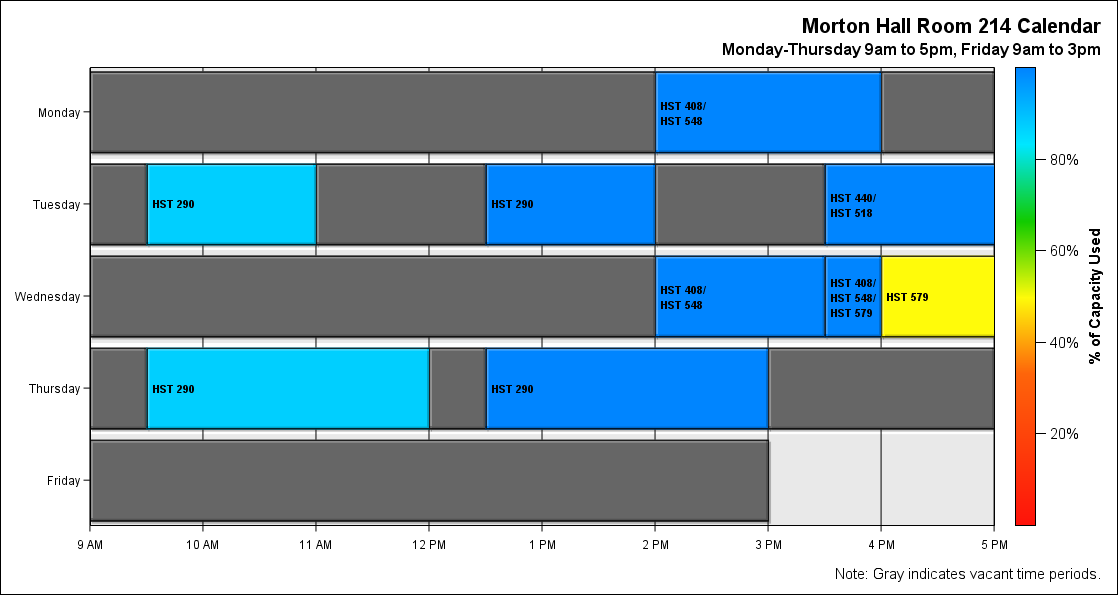 Morton Hall Room 214 Calendar
Monday-Thursday 9am to 5pm, Friday 9am to 3pm
Monday
HST 408/
HST 548
Tuesday
HST 290
HST 290
HST 440/
HST 518
Wednesday
HST 408/
HST 548
HST 408/
HST 548/
HST 579
HST 579
Thursday
HST 290
HST 290
Friday
9 AM
10 AM
11 AM
12 PM
1 PM
2 PM
3 PM
4 PM
5 PM
80%
60%
40%
20%
% of Capacity Used
Note: Gray indicates vacant time periods.